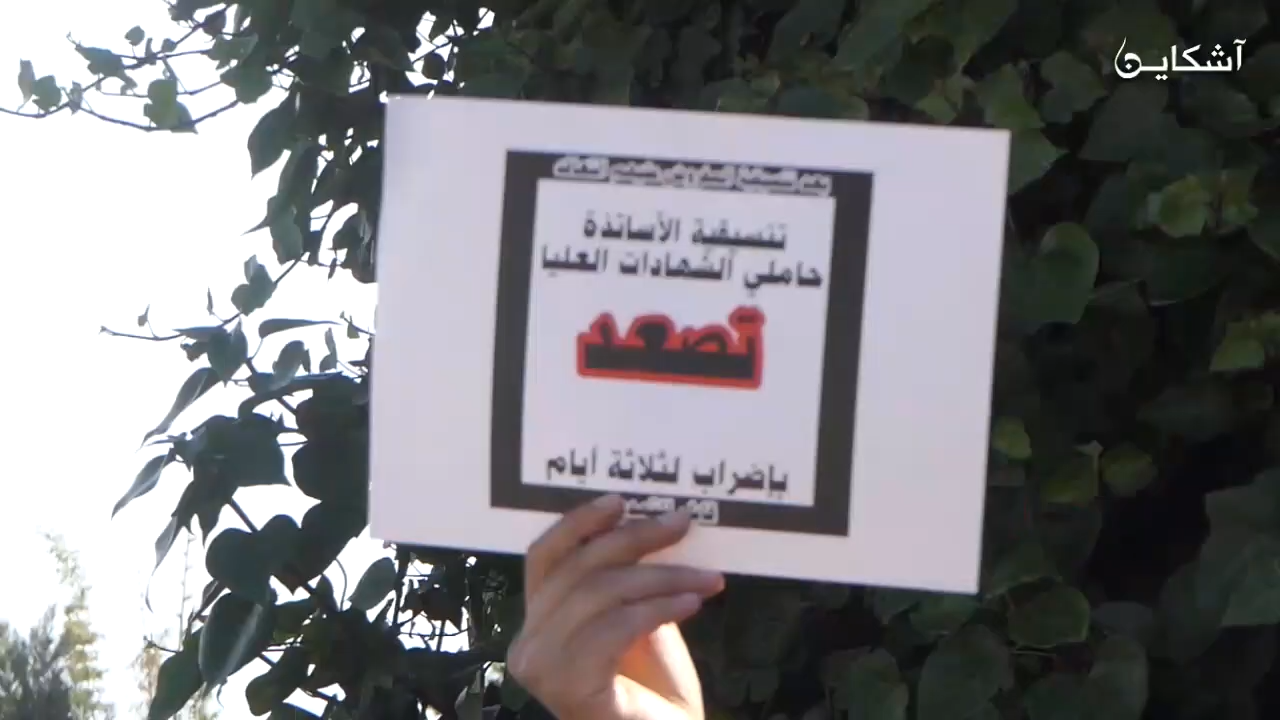 آشكاين
تنسيقية الأساتذة
حاملي الشهادات العليا
تصعد
بإضراب لثلاثة أيام